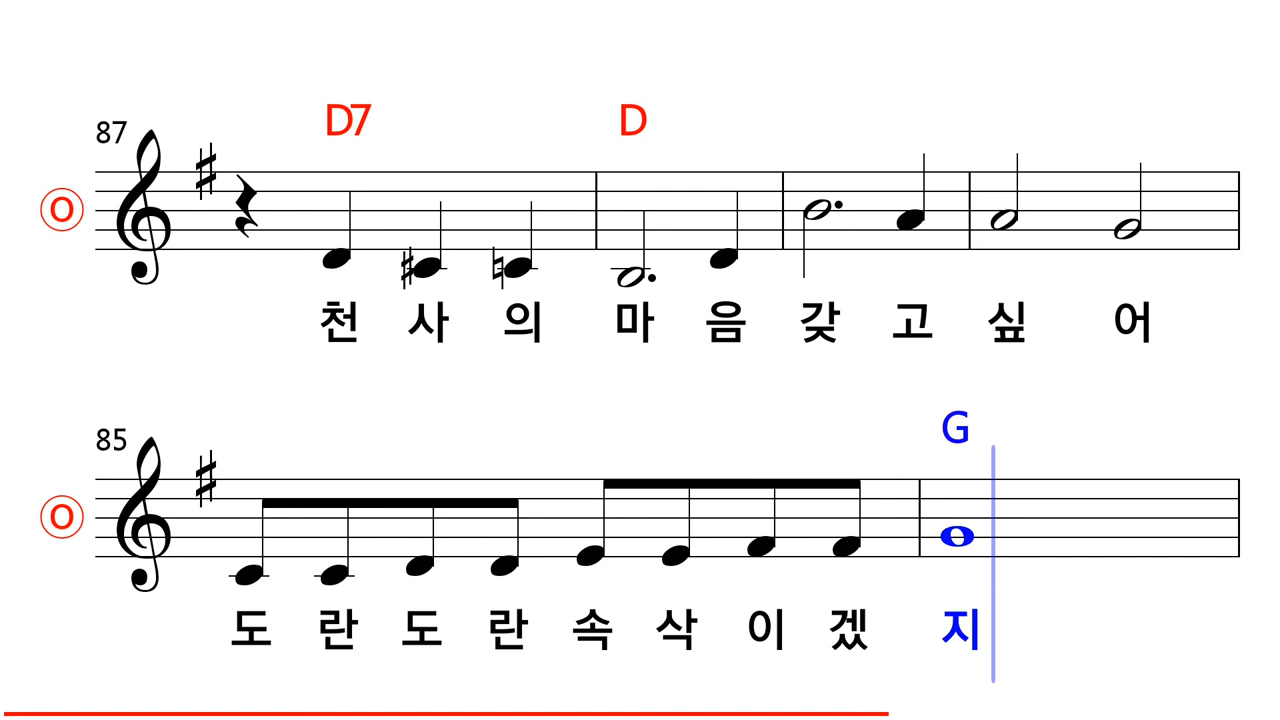 D7 D
87
O
천 사 의 마 음 갖 고 싶 어
G
85
O
도 란 도 란 속 삭 이 겠 지